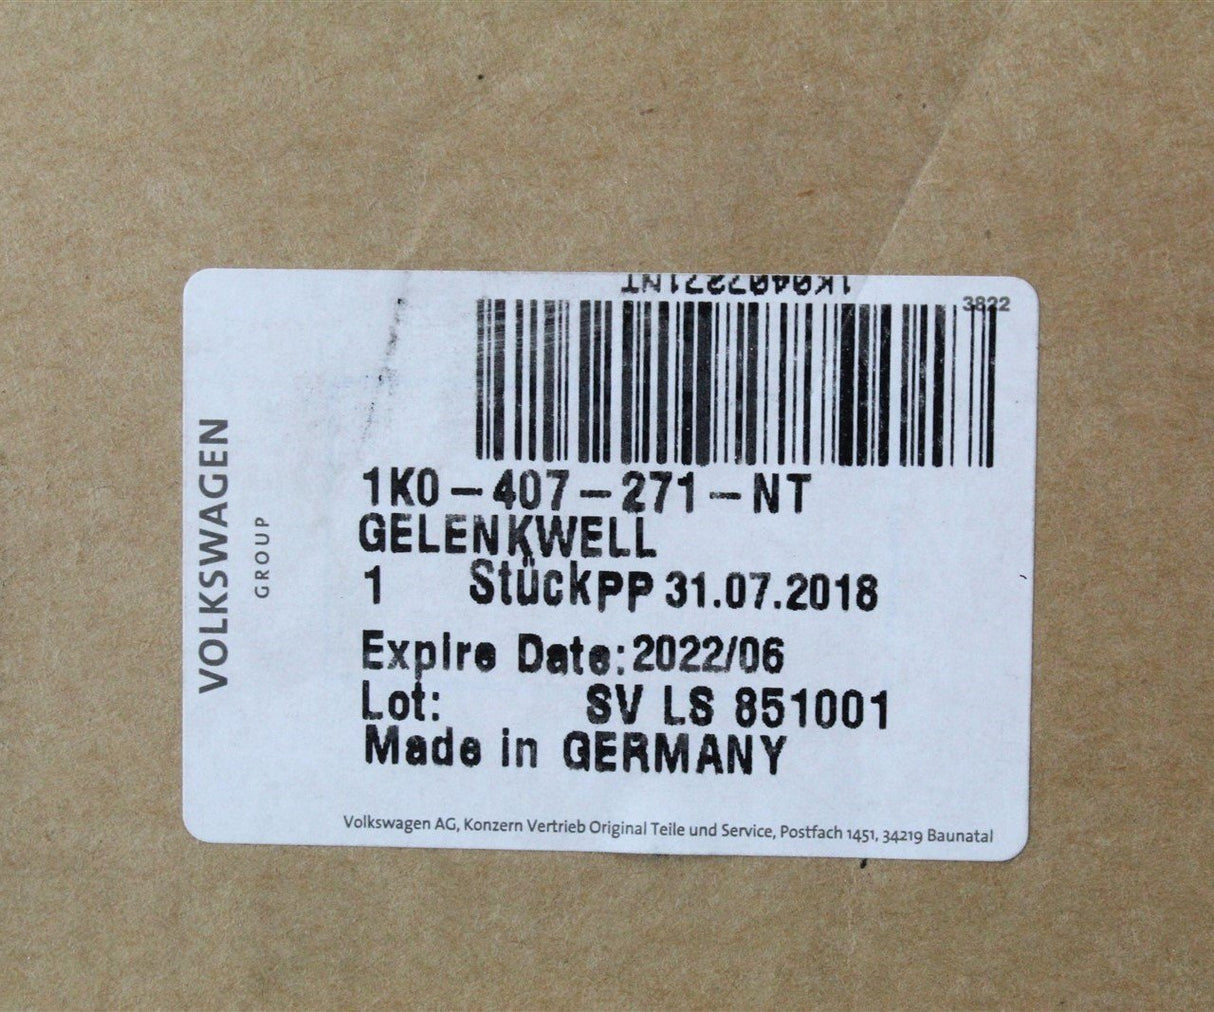 1K0407271NT
3822
1K0-407-271-NT
GELENKWELL
1 StückPP 31.07.2018
Expire Date:2022/06
Lot: SV LS 851001
Made in GERMANY
VOLKSWAGEN
GROUP
Volkswagen AG, Konzern Vertrieb Original Teile und Service, Postfach 1451, 34219 Baunatal